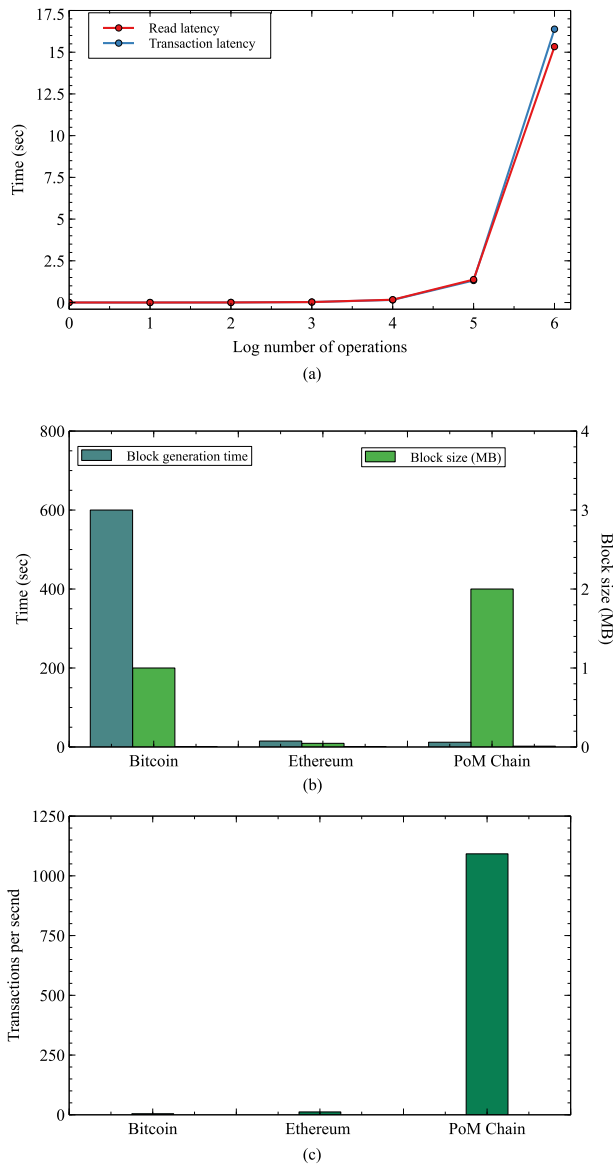 17.5
Read latency
Transaction latency
15
12.5
10
7.5
5
2.5
0
Time (sec)
0 1 2 3 4 5 6
Log number of operations
(a)
800
600
400
200
0
Time (sec)
Block generation time
Block size (MB)
4
3
2
1
0
Block size (MB)
Bitcoin Ethereum PoM Chain
(b)
1250
1000
750
500
250
0
Transactions per secnd
Bitcoin Ethereum PoM Chain
(c)